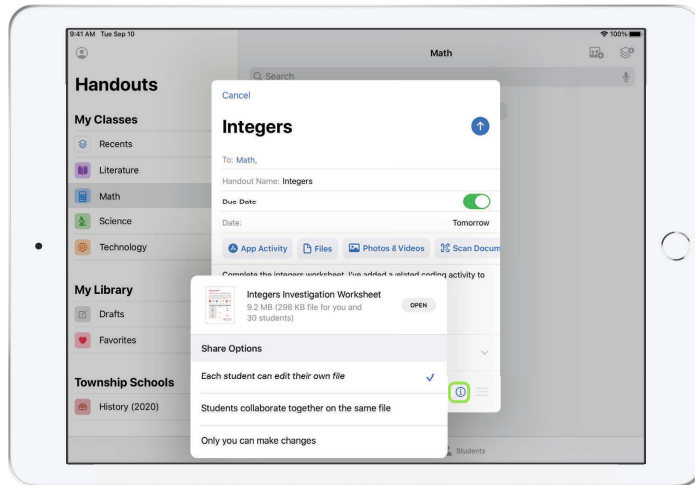 9:41 AM Tue Sep 10
100%
Math
Handouts
Search
My Classes
Recents
Literature
Math
Science
Technology
My Library
Drafts
Favorites
Township Schools
History (2020)
Cancel
Integers
To: Math,
Handout Name: Integers
Due Date
Date: Tomorrow
App Activity Files Photos & Videos Scan Docum
Complete the integers worksheet. I've added a related coding activity to
Integers Investigation Worksheet
9.2 MB (298 KB file for you and
30 students)
OPEN
Share Options
Each student can edit their own file
Students collaborate together on the same file
Only you can make changes
Students